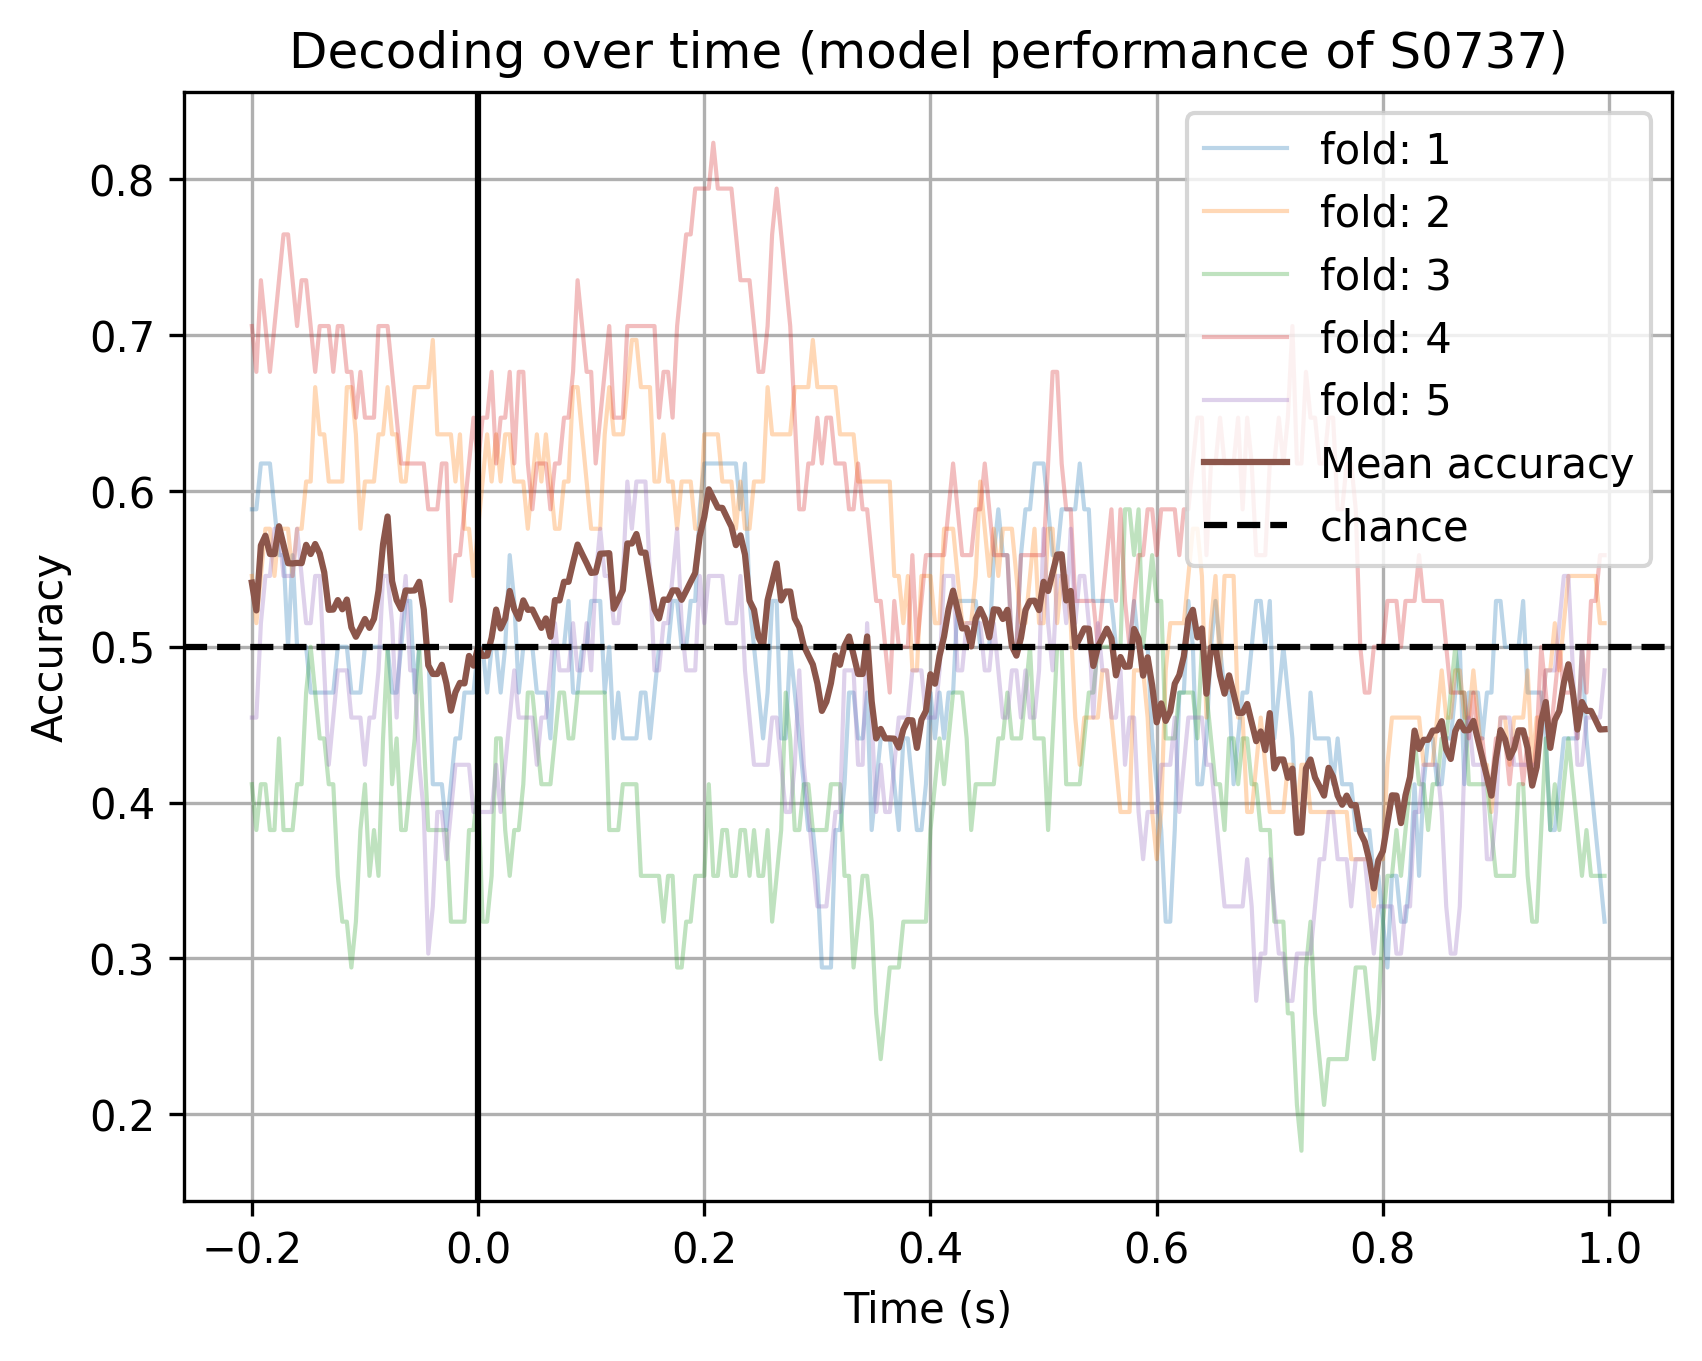 Decoding over time (model performance of S0737)
fold: 1
fold: 2
fold: 3
fold: 4
fold: 5
Mean accuracy
chance
Accuracy
0.8
0.7
0.6
0.5
0.4
0.3
0.2
−0.2 0.0 0.2 0.4 0.6 0.8 1.0
Time (s)